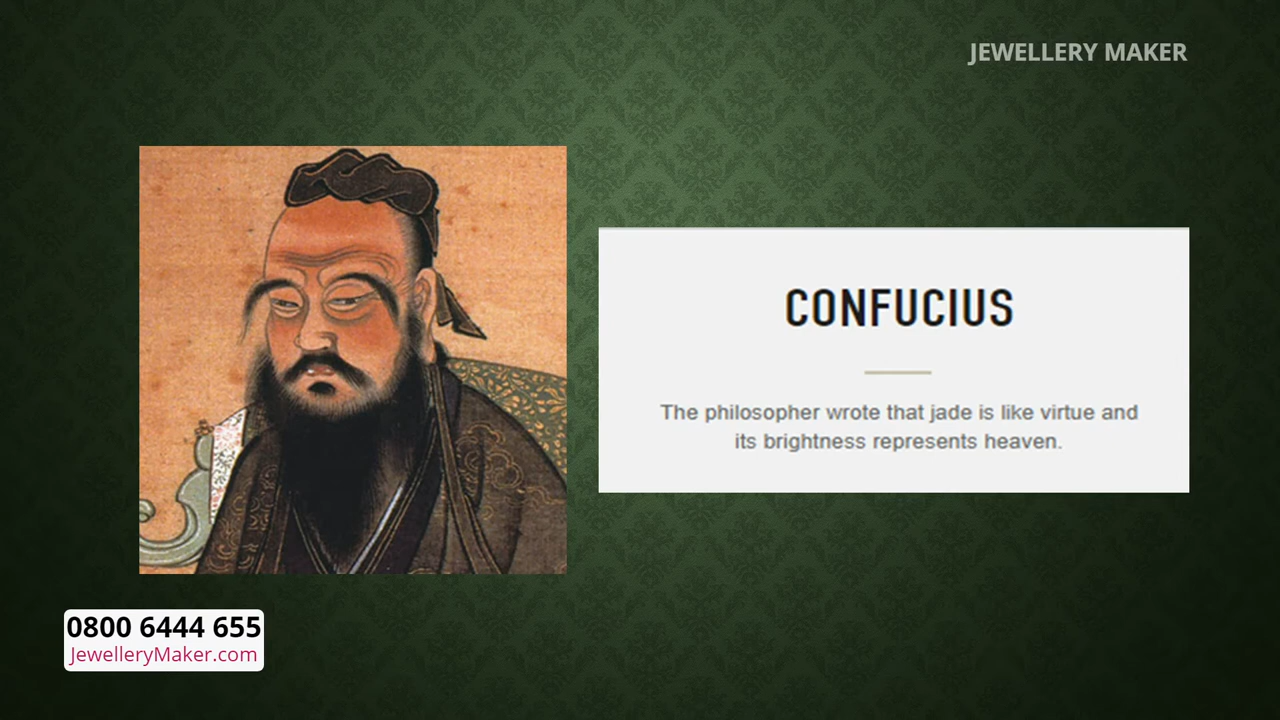 JEWELLERY MAKER
CONFUCIUS
The philosopher wrote that jade is like virtue and
its brightness represents heaven.
0800 6444 655
JewelleryMaker.com